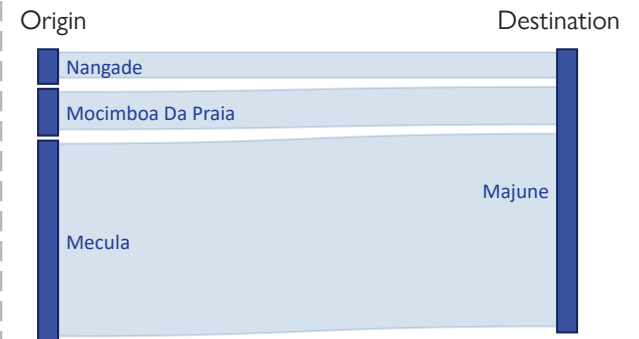 Origin
Destination
Nangade
Mocimboa Da Praia
Majune
Mecula